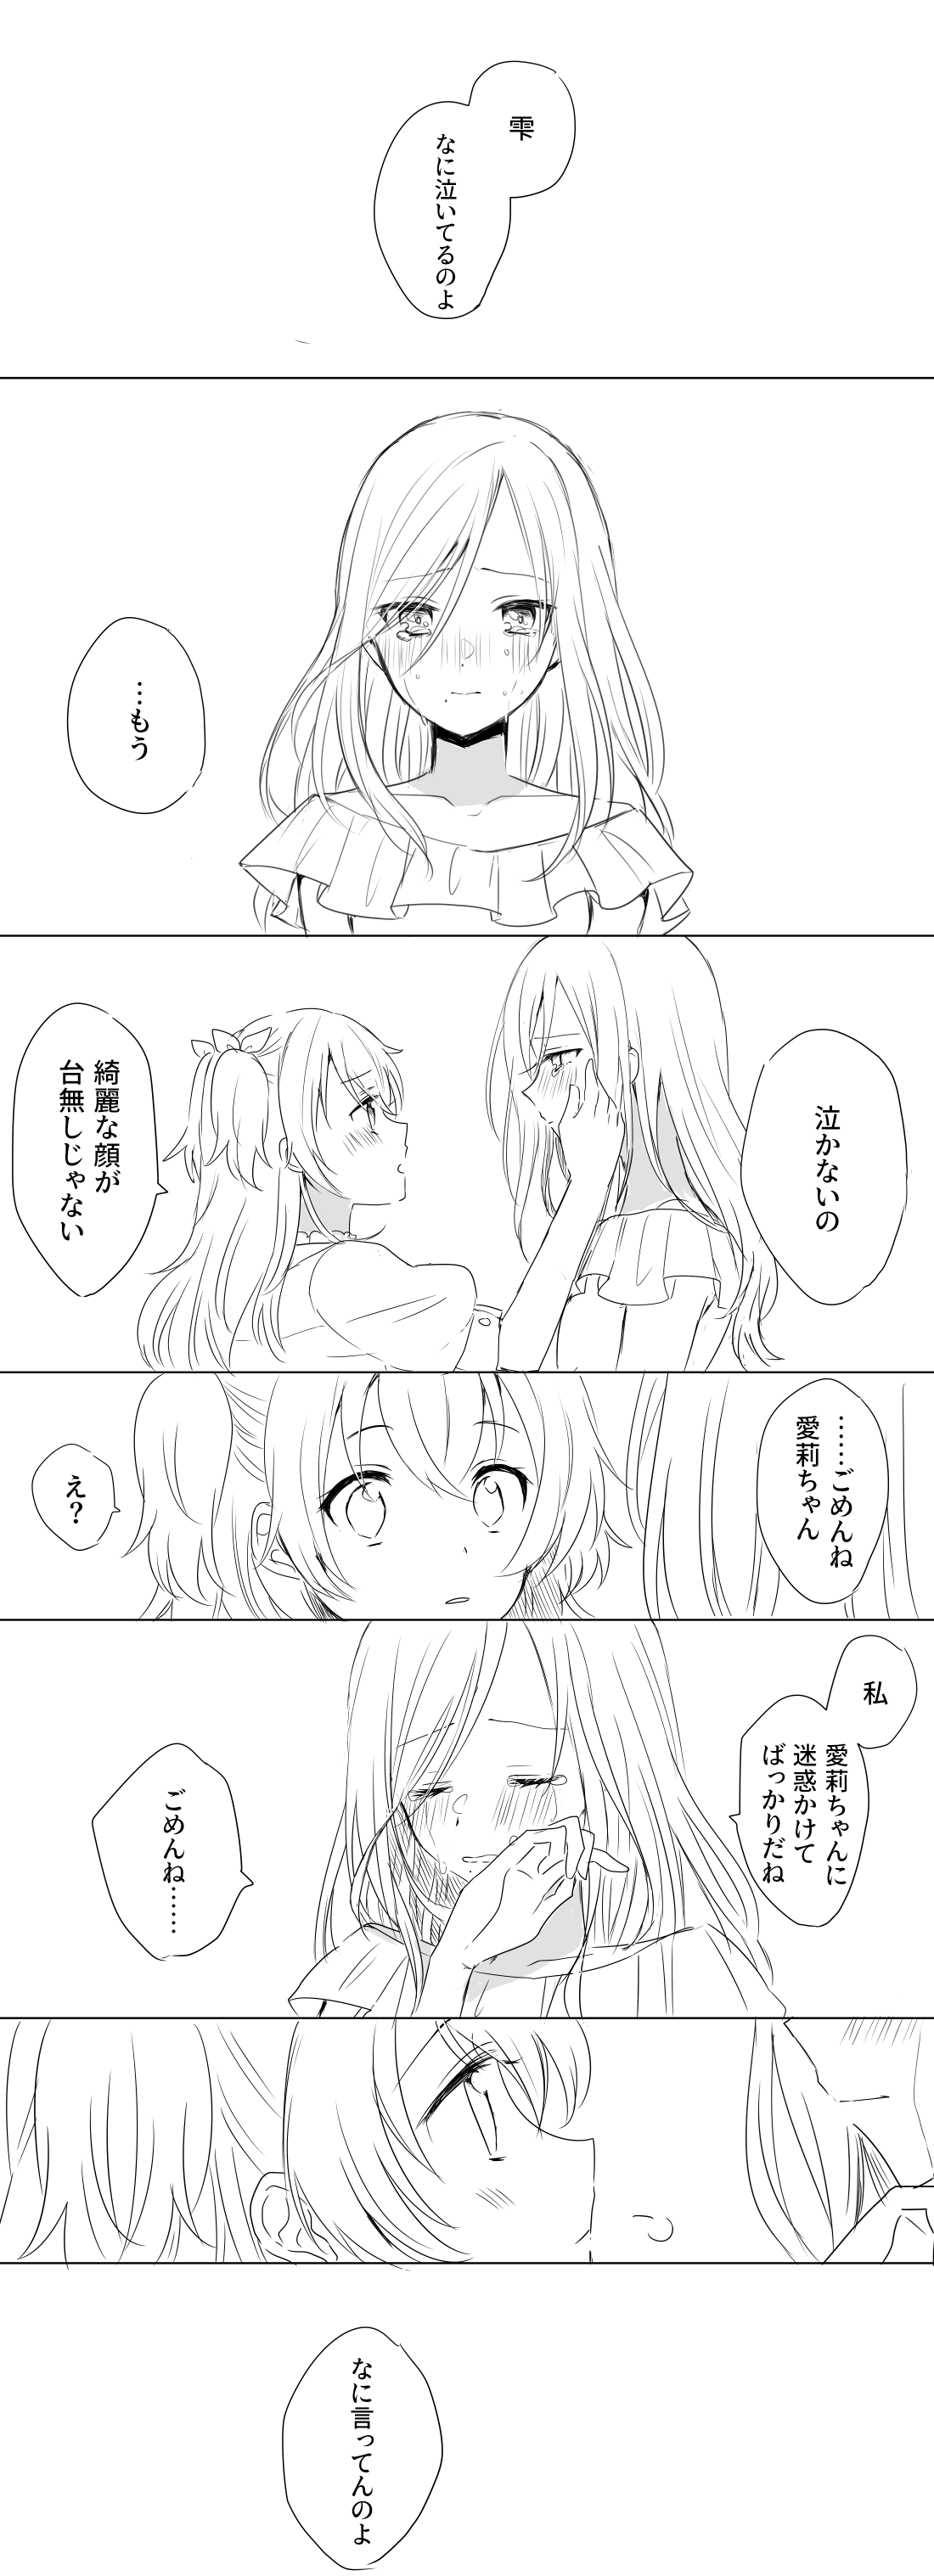 雫
なに泣いてるのよ
…もう
泣かないの
綺麗な顔が
台無しじゃない
……ごめんね
愛莉ちゃん
え？
私
愛莉ちゃんに
迷惑かけて
ばっかりだね
ごめんね……
なに言ってんのよ